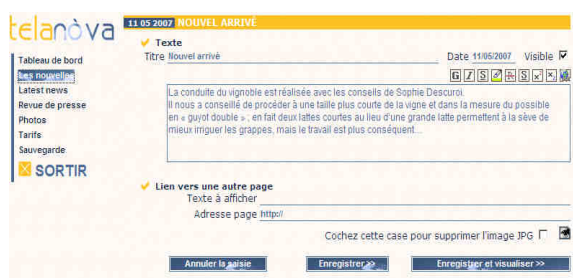 telanòva
11 05 2007 NOUVEL ARRIVÉ
Texte
Titre Nouvel arrivé Date 11/05/2007 Visible
G I S S x² x₂
La conduite du vignoble est réalisée avec les conseils de Sophie Descuroi.
Il nous a conseillé de procéder à une taille plus courte de la vigne et dans la mesure du possible
en « guyot double » ; en fait deux lattes courtes au lieu d'une grande latte permettent à la sève de
mieux irriguer les grappes, mais le travail est plus conséquent...
Tableau de bord
Les nouvelles
Latest news
Revue de presse
Photos
Tarifs
Sauvegarde
SORTIR
Lien vers une autre page
Texte à afficher
Adresse page http://
Cochez cette case pour supprimer l'image JPG
Annuler la saisie Enregistrer >> Enregistrer et visualiser >>